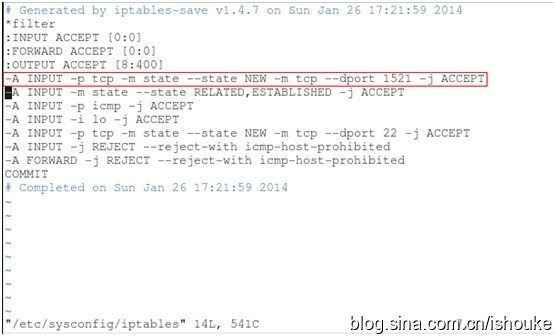 # Generated by iptables-save v1.4.7 on Sun Jan 26 17:21:59 2014
*filter
:INPUT ACCEPT [0:0]
:FORWARD ACCEPT [0:0]
:OUTPUT ACCEPT [8:400]
-A INPUT -p tcp -m state --state NEW -m tcp --dport 1521 -j ACCEPT
-A INPUT -m state --state RELATED,ESTABLISHED -j ACCEPT
-A INPUT -p icmp -j ACCEPT
-A INPUT -i lo -j ACCEPT
-A INPUT -p tcp -m state --state NEW -m tcp --dport 22 -j ACCEPT
-A INPUT -j REJECT --reject-with icmp-host-prohibited
-A FORWARD -j REJECT --reject-with icmp-host-prohibited
COMMIT
# Completed on Sun Jan 26 17:21:59 2014
~
~
~
~
~
~
~
~
~
"/etc/sysconfig/iptables" 14L, 541C
blog.sina.com.cn/ishouke